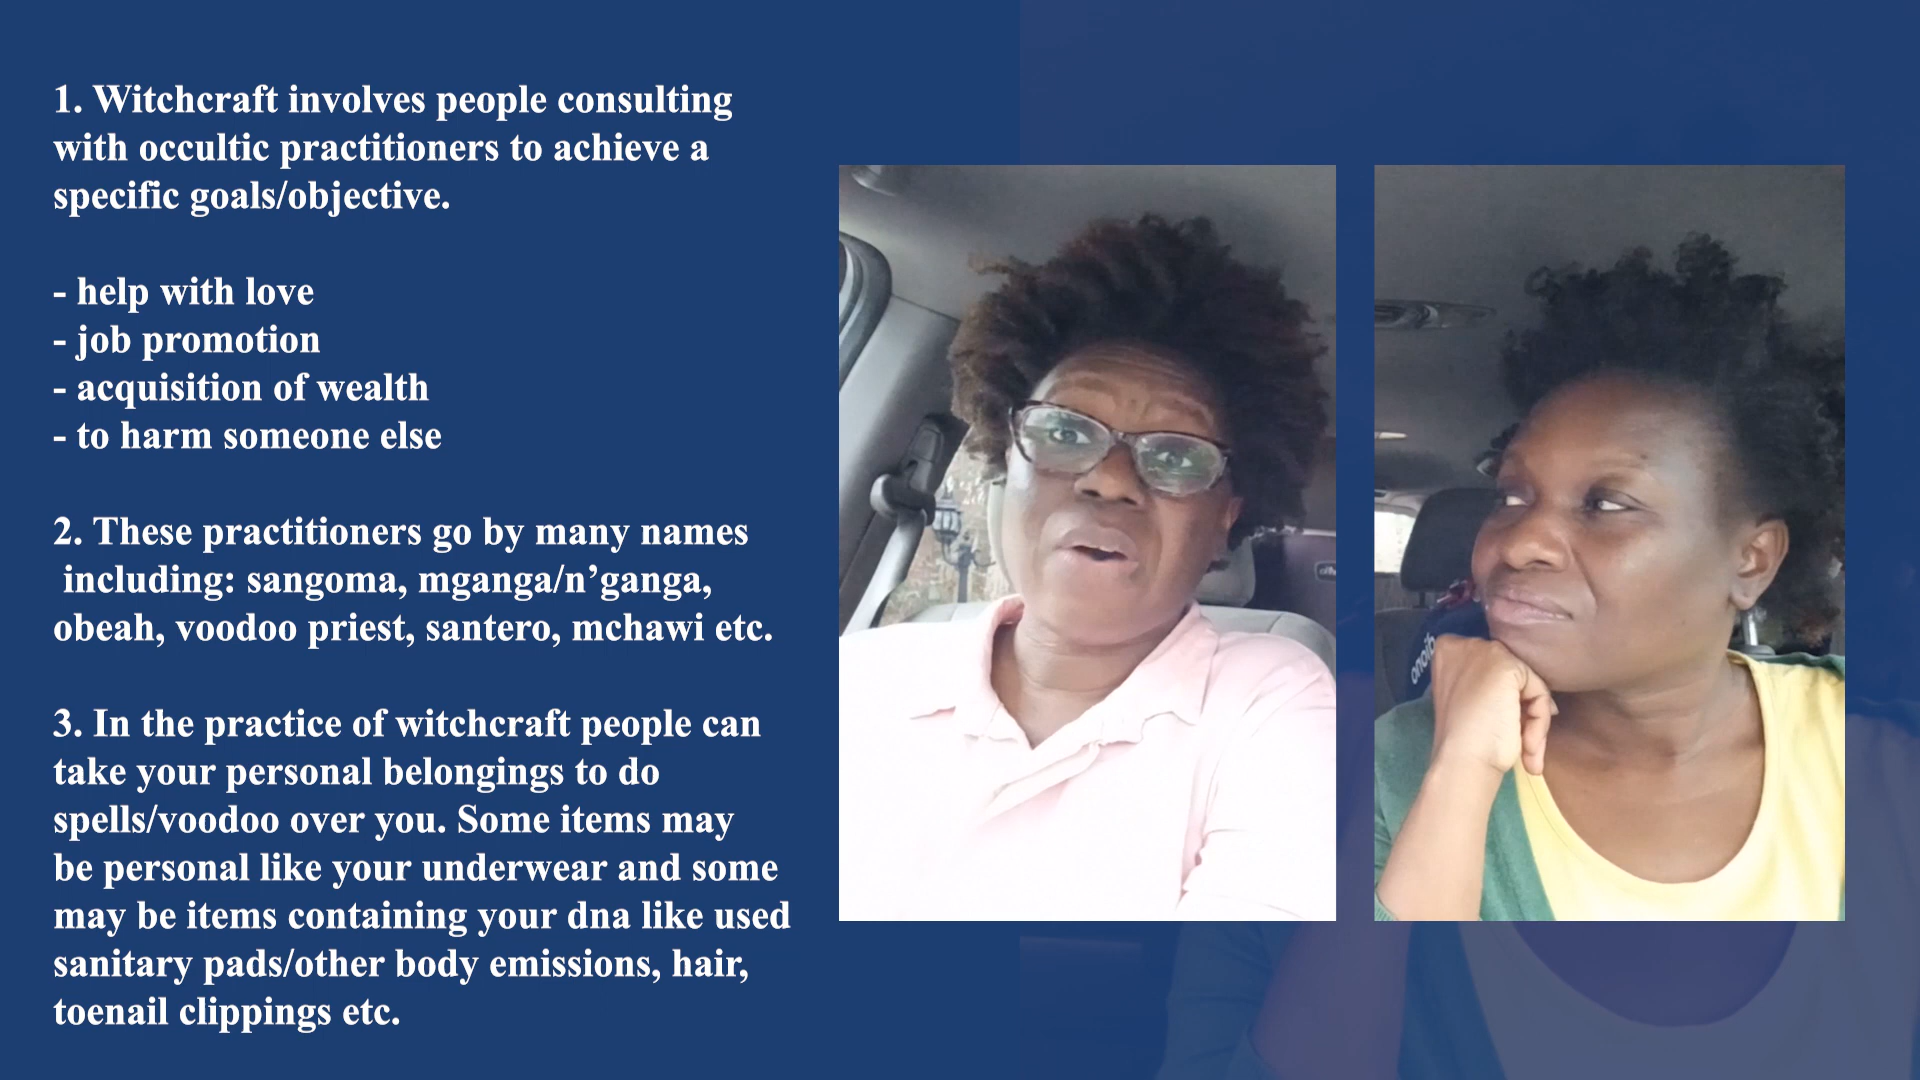 1. Witchcraft involves people consulting
with occultic practitioners to achieve a
specific goals/objective.
- help with love
- job promotion
- acquisition of wealth
- to harm someone else
2. These practitioners go by many names
including: sangoma, mganga/n’ganga,
obeah, voodoo priest, santero, mchawi etc.
3. In the practice of witchcraft people can
take your personal belongings to do
spells/voodoo over you. Some items may
be personal like your underwear and some
may be items containing your dna like used
sanitary pads/other body emissions, hair,
toenail clippings etc.